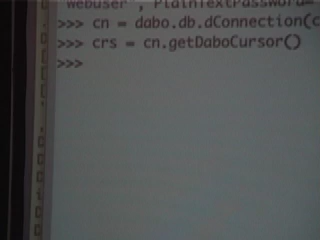 webuser", PlainTextPassword=
>>> cn = dabo.db.dConnection(c
>>> crs = cn.getDaboCursor()
>>>